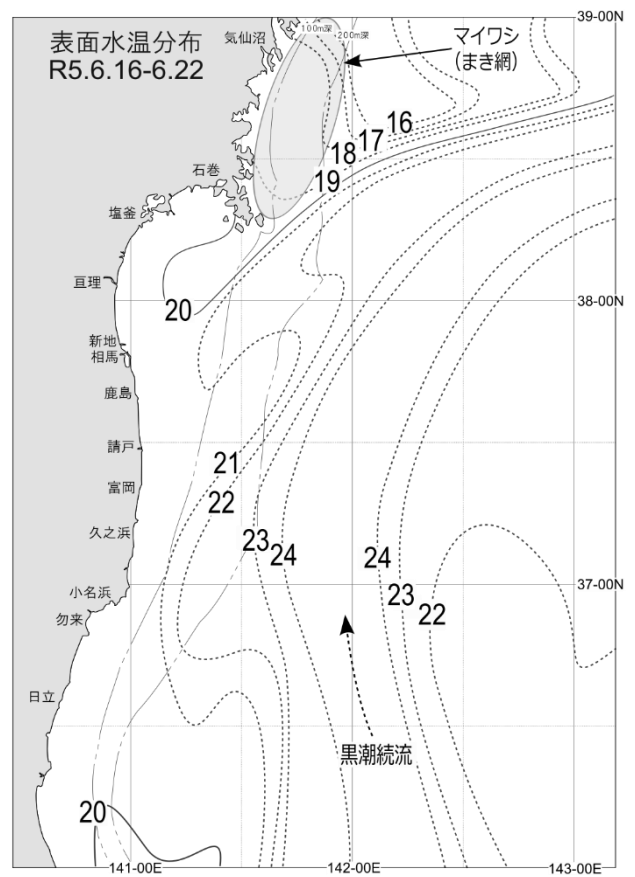 表面水温分布
R5.6.16-6.22
気仙沼
100m深
200m深
マイワシ
(まき網)
39-00N
16
17
18
19
石巻
塩釜
亘理
20
38-00N
新地
相馬
鹿島
請戸
富岡
久之浜
小名浜
勿来
日立
21
22
23
24
24
23
22
37-00N
黒潮続流
20
141-00E
142-00E
143-00E